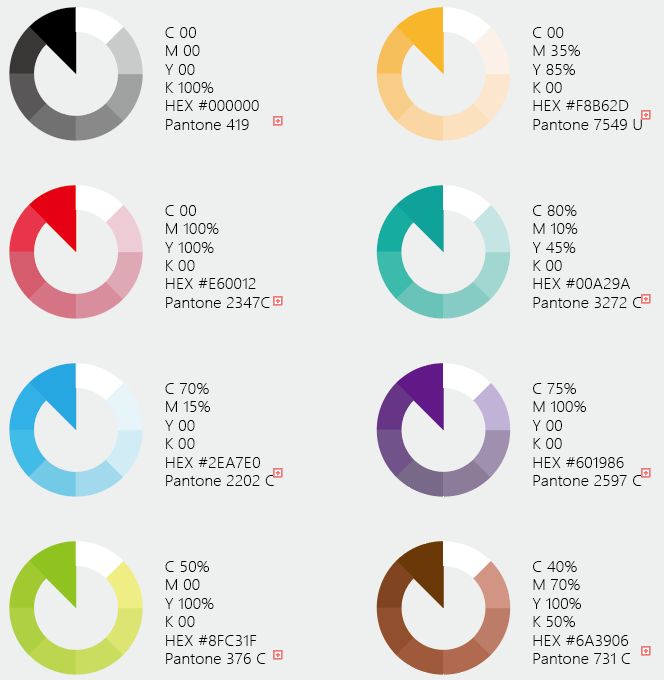 C 00
M 00
Y 00
K 100%
HEX #000000
Pantone 419
C 00
M 35%
Y 85%
K 00
HEX #F8B62D
Pantone 7549 U
C 00
M 100%
Y 100%
K 00
HEX #E60012
Pantone 2347C
C 80%
M 10%
Y 45%
K 00
HEX #00A29A
Pantone 3272 C
C 70%
M 15%
Y 00
K 00
HEX #2EA7E0
Pantone 2202 C
C 75%
M 100%
Y 00
K 00
HEX #601986
Pantone 2597 C
C 50%
M 00
Y 100%
K 00
HEX #8FC31F
Pantone 376 C
C 40%
M 70%
Y 100%
K 50%
HEX #6A3906
Pantone 731 C